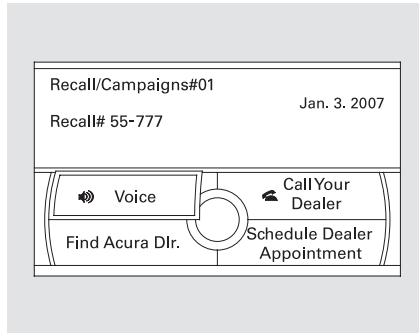 Recall/Campaigns#01
Jan. 3. 2007
Recall# 55-777
Voice
Call Your
Dealer
Find Acura Dlr.
Schedule Dealer
Appointment